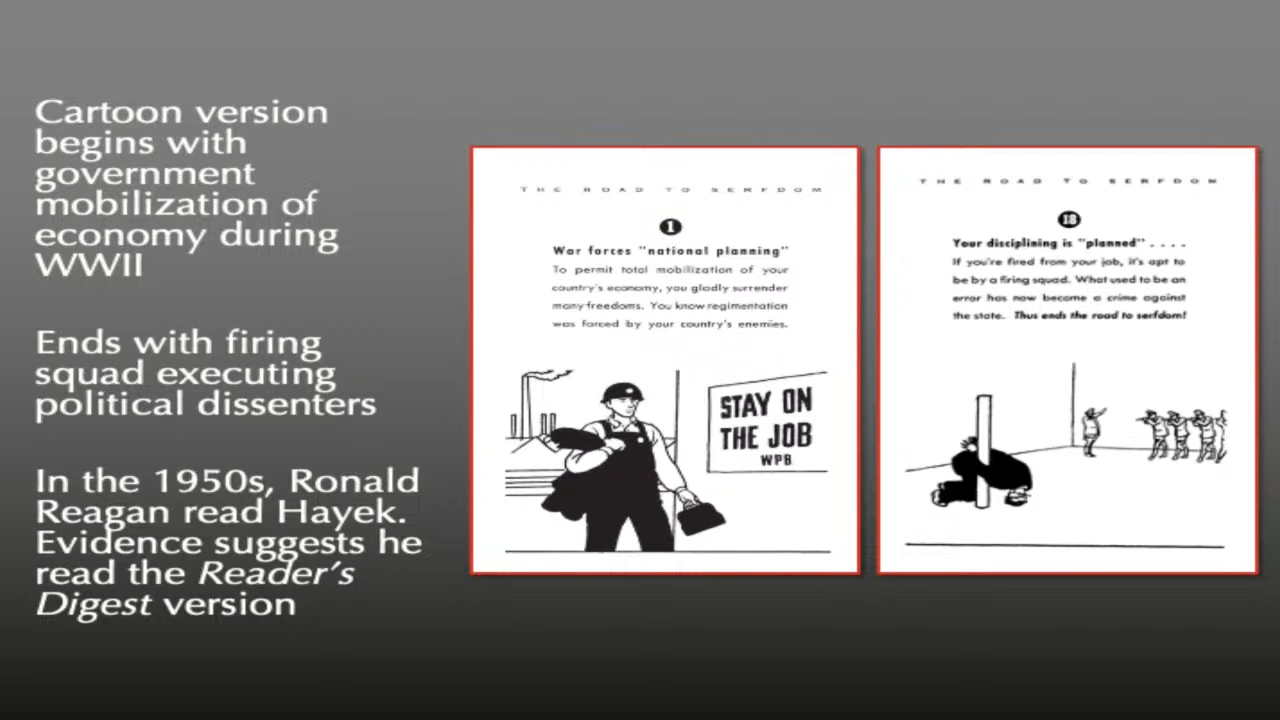 Cartoon version
begins with
government
mobilization of
economy during
WWII
Ends with firing
squad executing
political dissenters
In the 1950s, Ronald
Reagan read Hayek.
Evidence suggests he
read the Reader's
Digest version
THE ROAD TO SERFDOM
1
War forces "national planning"
To permit total mobilization of your
country's economy, you gladly surrender
many freedoms. You know regimentation
was forced by your country's enemies.
STAY ON
THE JOB
WPB
THE ROAD TO SERFDOM
18
Your disciplining is "planned" . . . .
If you're fired from your job, it's apt to
be by a firing squad. What used to be an
error has now become a crime against
the state. Thus ends the road to serfdom!